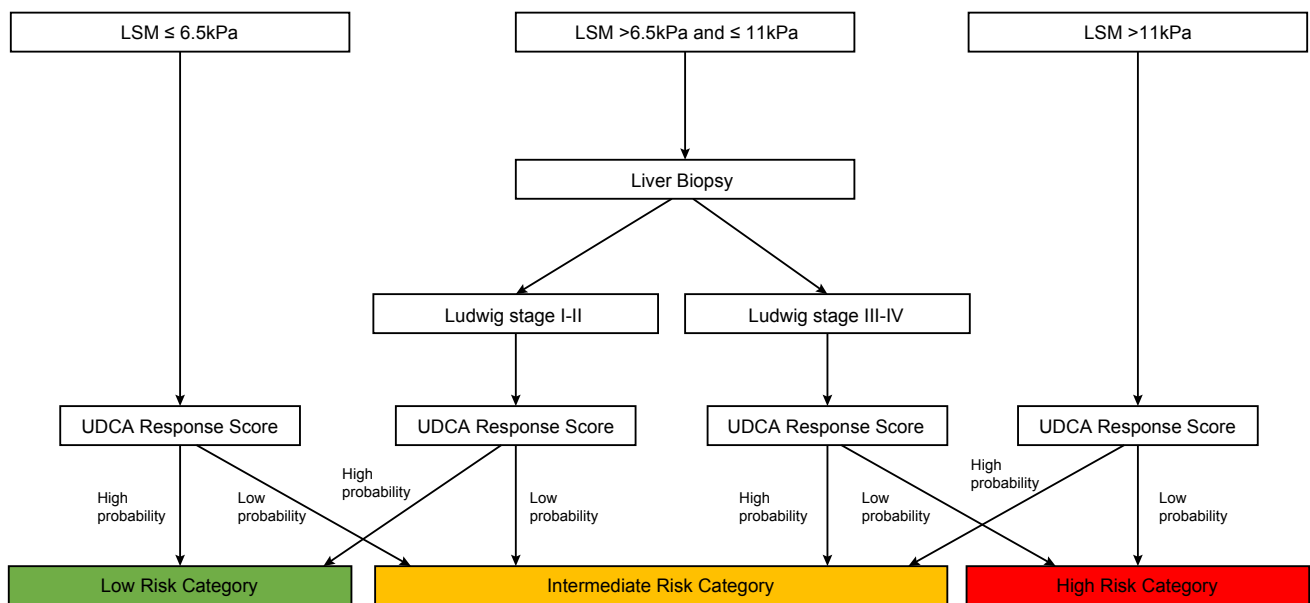 LSM ≤ 6.5kPa
LSM >6.5kPa and ≤ 11kPa
LSM >11kPa
Liver Biopsy
Ludwig stage I-II
Ludwig stage III-IV
UDCA Response Score
UDCA Response Score
UDCA Response Score
UDCA Response Score
High
probability
Low
probability
High
probability
Low
probability
High
probability
Low
probability
High
probability
Low
probability
Low Risk Category
Intermediate Risk Category
High Risk Category